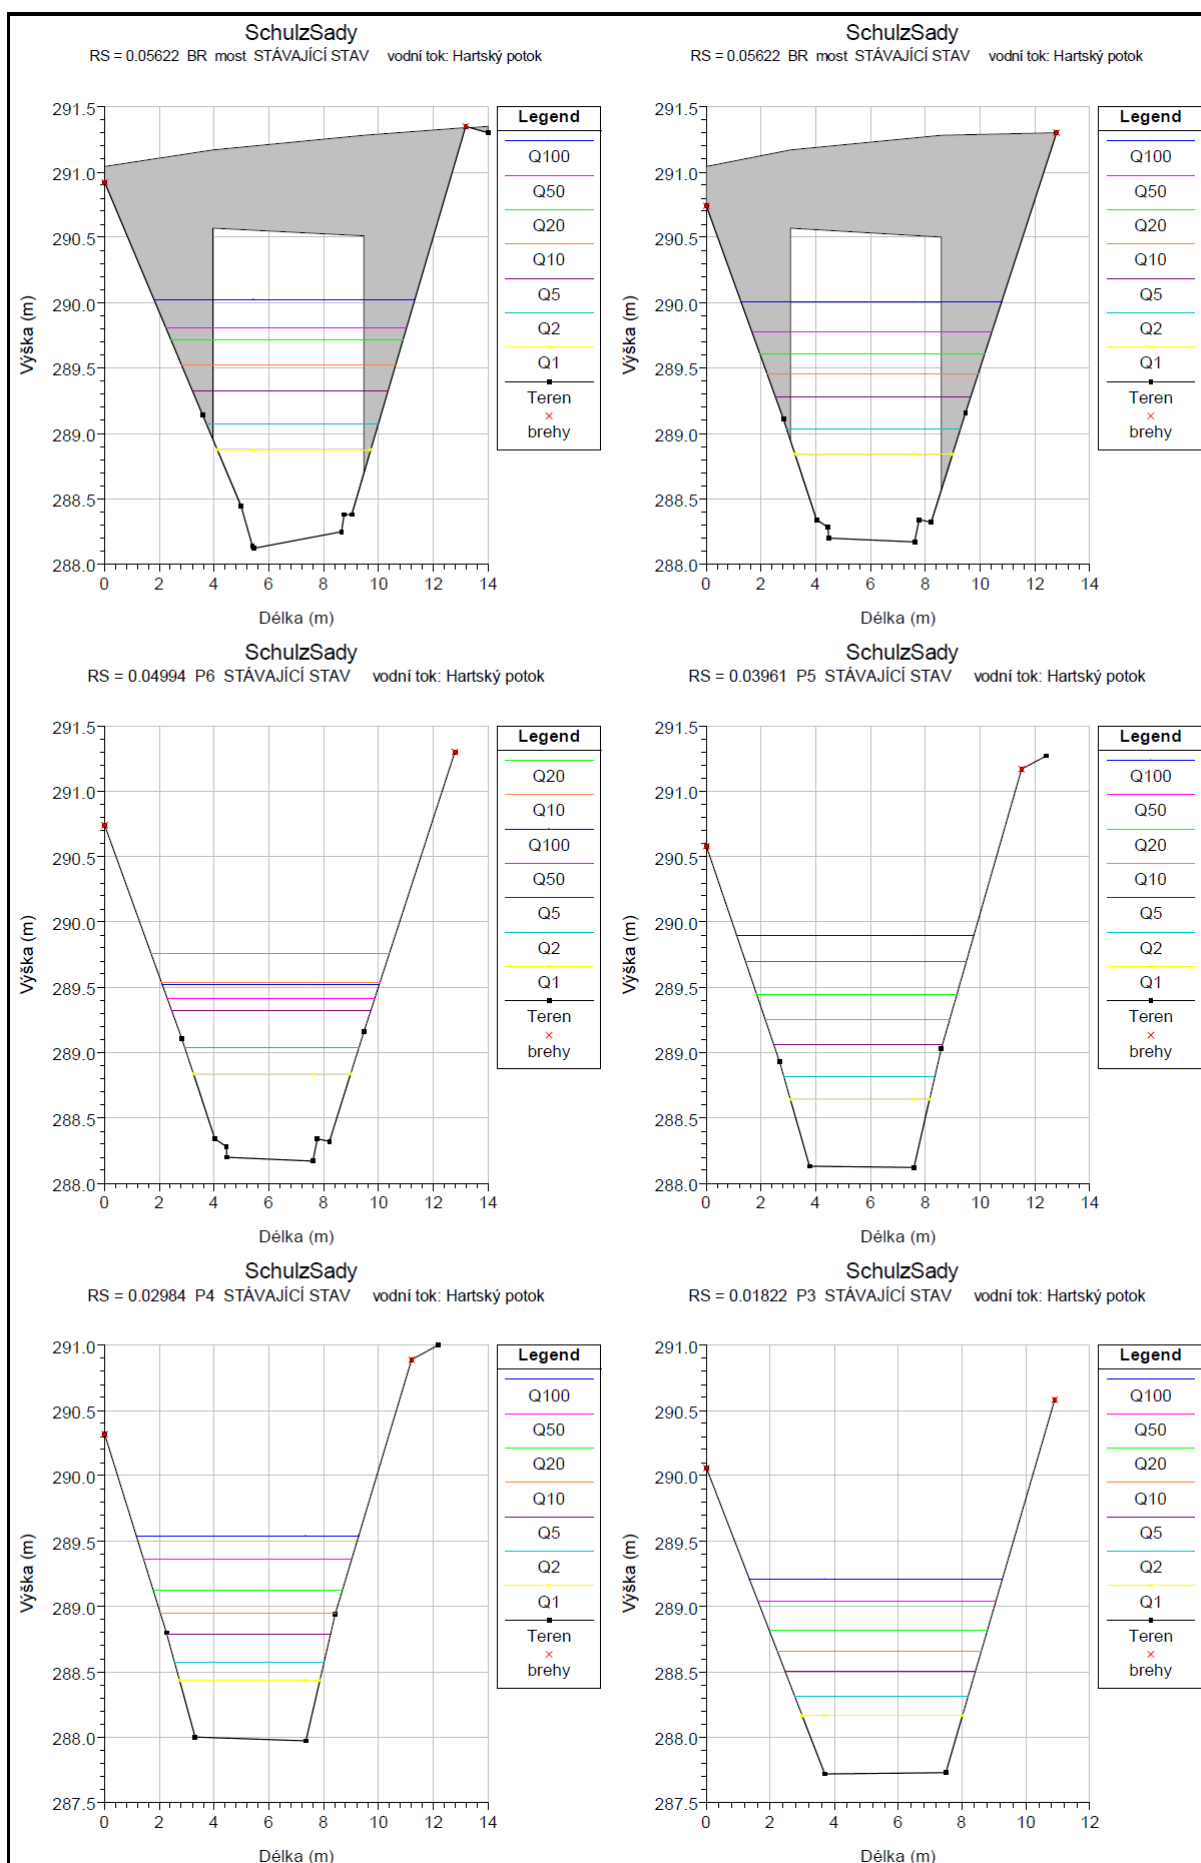 SchulzSady
RS = 0.05622 BR most STÁVAJÍCÍ STAV vodní tok: Hartský potok
Výška (m)
291.5
291.0
290.5
290.0
289.5
289.0
288.5
288.0
0 2 4 6 8 10 12 14
Délka (m)
Legend
Q100
Q50
Q20
Q10
Q5
Q2
Q1
Teren
brehy
SchulzSady
RS = 0.05622 BR most STÁVAJÍCÍ STAV vodní tok: Hartský potok
Výška (m)
291.5
291.0
290.5
290.0
289.5
289.0
288.5
288.0
0 2 4 6 8 10 12 14
Délka (m)
Legend
Q100
Q50
Q20
Q10
Q5
Q2
Q1
Teren
brehy
SchulzSady
RS = 0.04994 P6 STÁVAJÍCÍ STAV vodní tok: Hartský potok
Výška (m)
291.5
291.0
290.5
290.0
289.5
289.0
288.5
288.0
0 2 4 6 8 10 12 14
Délka (m)
Legend
Q20
Q10
Q100
Q50
Q5
Q2
Q1
Teren
brehy
SchulzSady
RS = 0.03961 P5 STÁVAJÍCÍ STAV vodní tok: Hartský potok
Výška (m)
291.5
291.0
290.5
290.0
289.5
289.0
288.5
288.0
0 2 4 6 8 10 12 14
Délka (m)
Legend
Q100
Q50
Q20
Q10
Q5
Q2
Q1
Teren
brehy
SchulzSady
RS = 0.02984 P4 STÁVAJÍCÍ STAV vodní tok: Hartský potok
Výška (m)
291.0
290.5
290.0
289.5
289.0
288.5
288.0
287.5
0 2 4 6 8 10 12 14
Délka (m)
Legend
Q100
Q50
Q20
Q10
Q5
Q2
Q1
Teren
brehy
SchulzSady
RS = 0.01822 P3 STÁVAJÍCÍ STAV vodní tok: Hartský potok
Výška (m)
291.0
290.5
290.0
289.5
289.0
288.5
288.0
287.5
0 2 4 6 8 10 12
Délka (m)
Legend
Q100
Q50
Q20
Q10
Q5
Q2
Q1
Teren
brehy